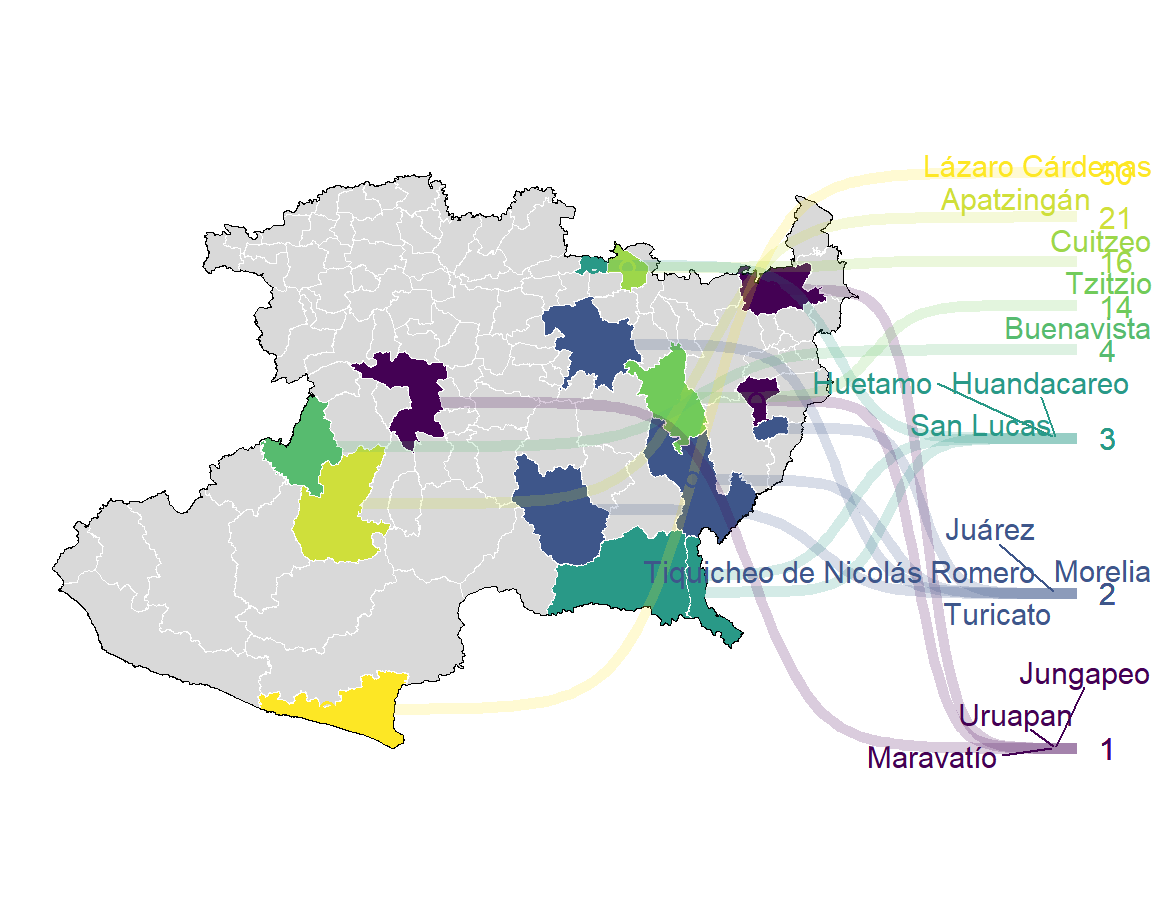 Lázaro Cárdenas
50
Apatzingán
21
Cuitzeo
16
Tzitzio
14
Buenavista
4
Huetamo
Huandacareo
San Lucas
3
Juárez
Tiquicheo de Nicolás Romero
Morelia
2
Turicato
Jungapeo
Uruapan
Maravatío
1